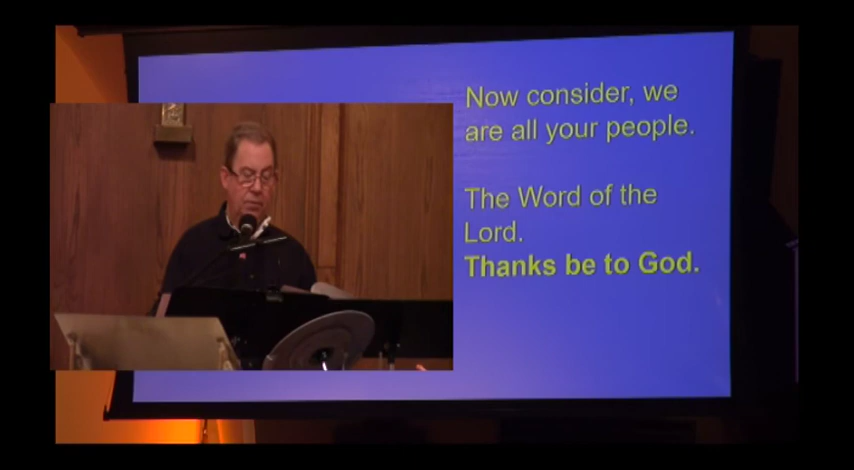 Now consider, we
are all your people.
The Word of the
Lord.
Thanks be to God.